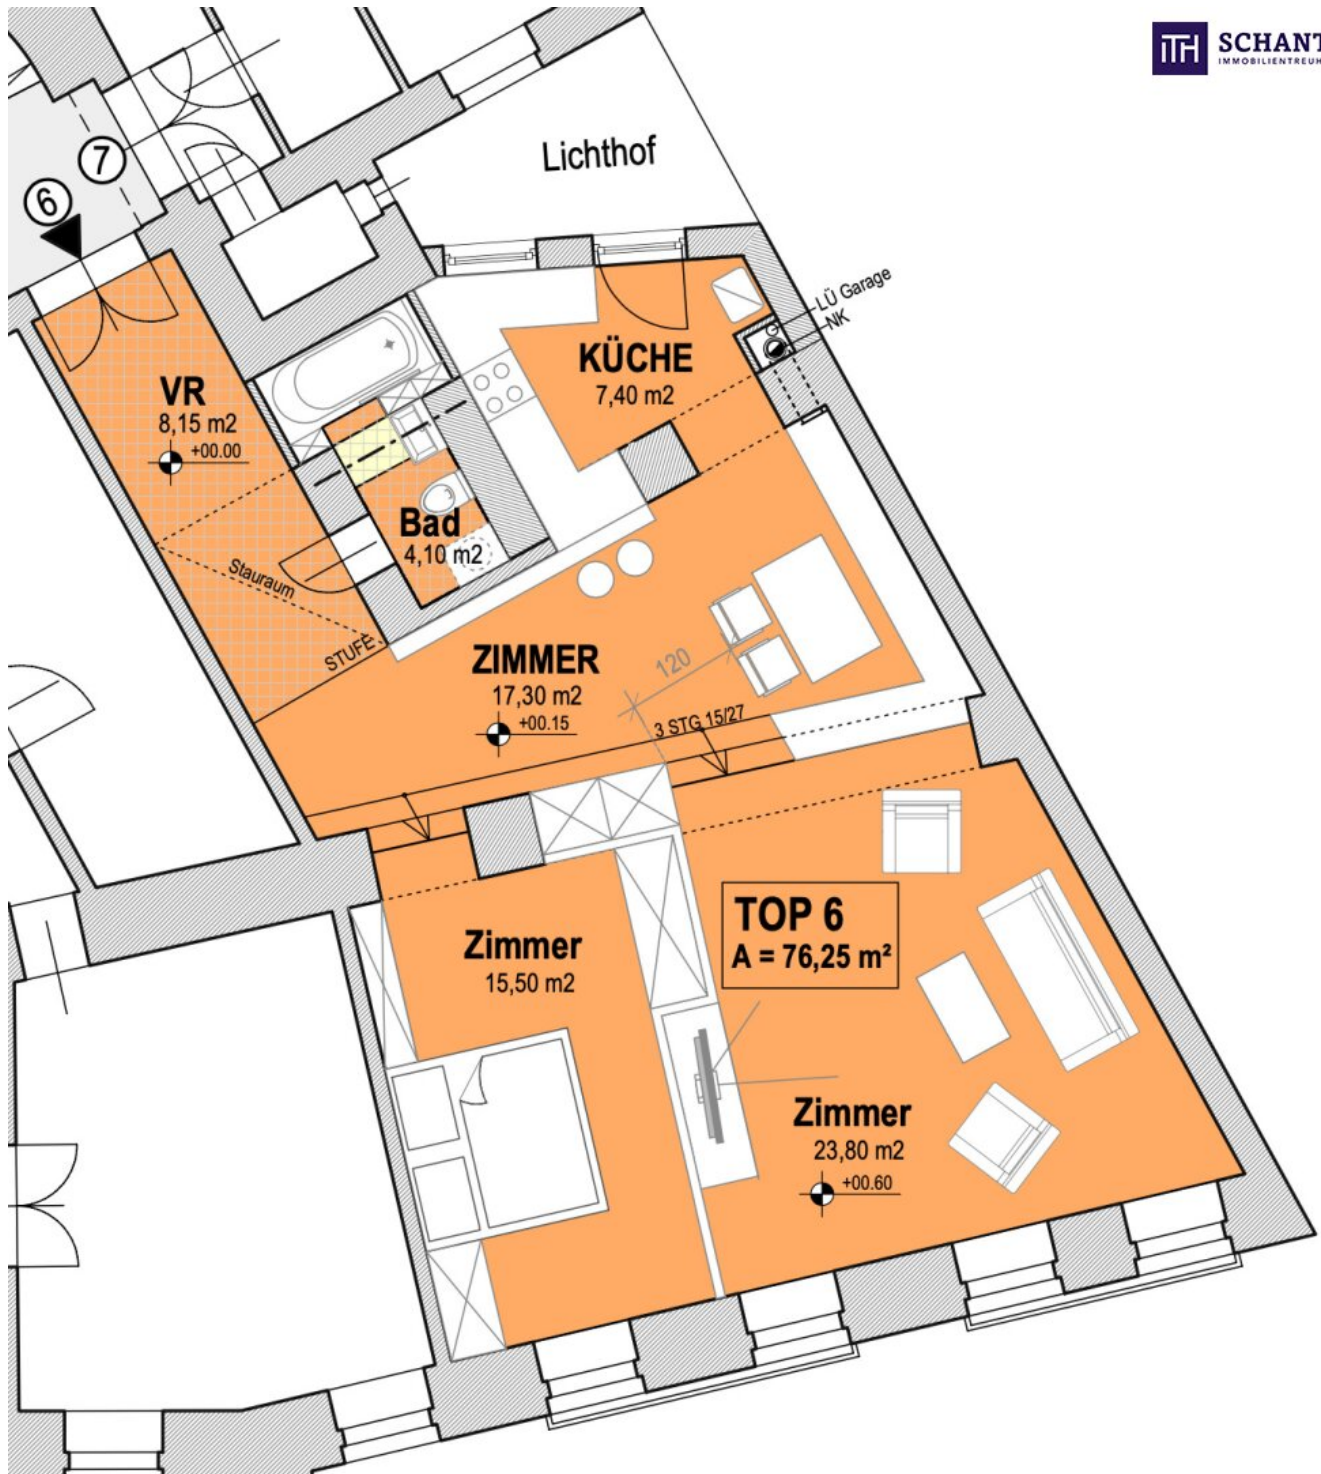 SCHANT
IMMOBILIENTREUH
Lichthof
7
6
LÜ Garage
NK
KÜCHE
7,40 m2
VR
8,15 m2
+00.00
Bad
4,10 m2
Stauraum
STUFE
ZIMMER
17,30 m2
+00.15
120
3 STG 15/27
TOP 6
A = 76,25 m²
Zimmer
15,50 m2
Zimmer
23,80 m2
+00.60